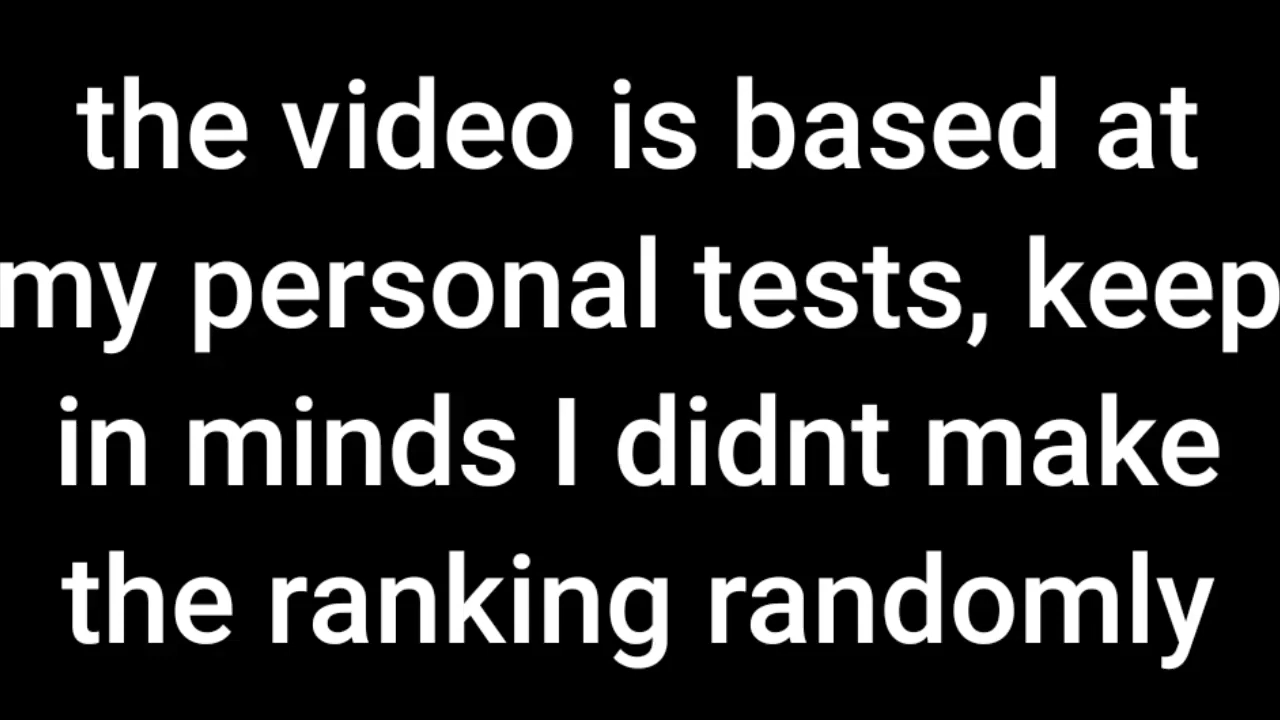 the video is based at
my personal tests, keep
in minds I didnt make
the ranking randomly